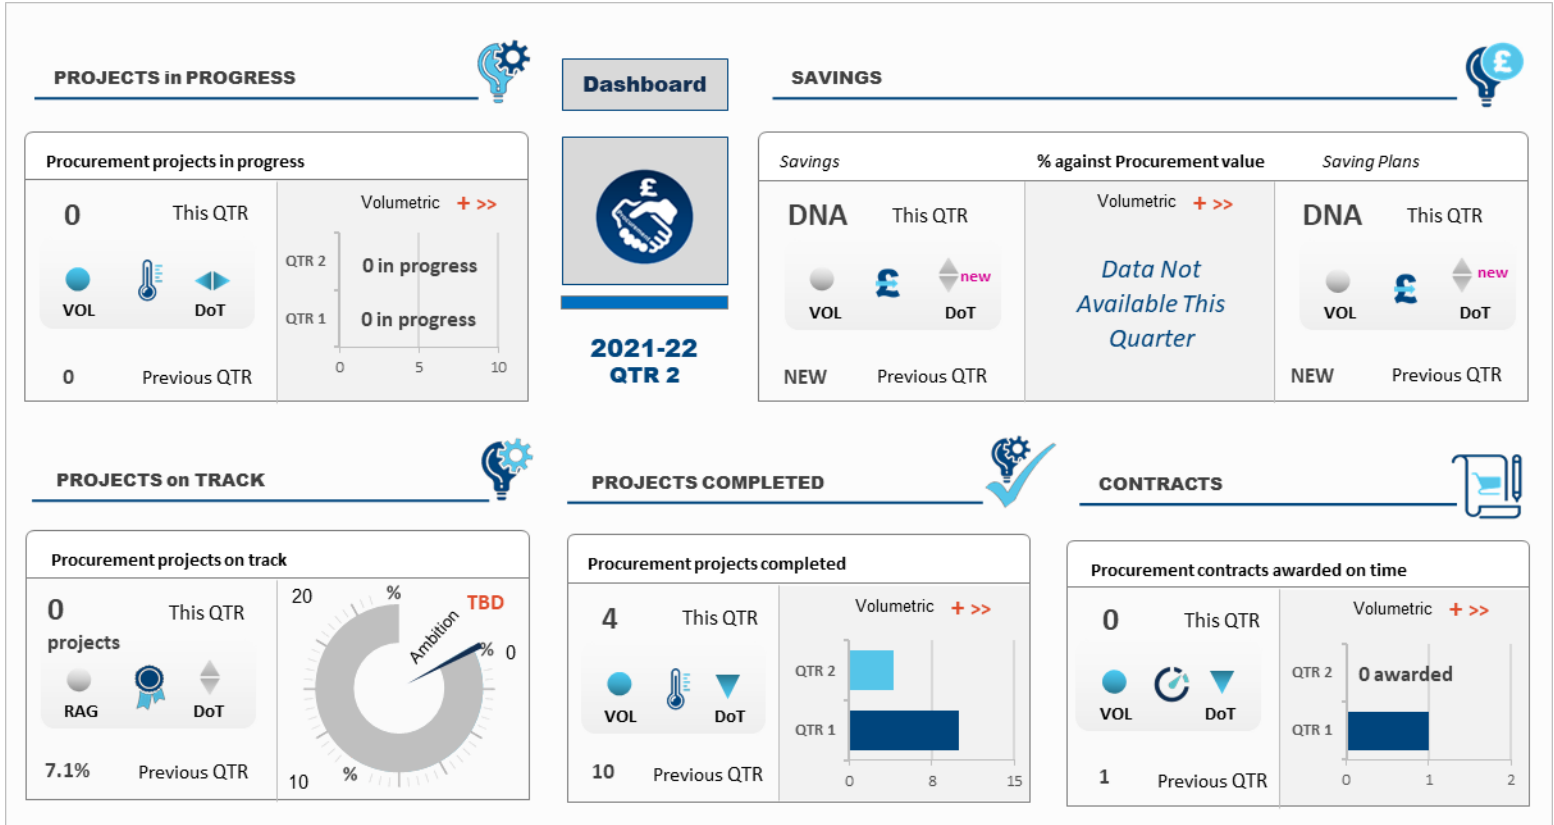 PROJECTS in PROGRESS
Dashboard
SAVINGS
Procurement projects in progress
0
This QTR
VOL
DoT
0
Previous QTR
Volumetric + >>
QTR 2
0 in progress
QTR 1
0 in progress
0 5 10
£
Procurement
2021-22
QTR 2
£
Savings
% against Procurement value
Saving Plans
DNA
This QTR
£
new
VOL
DoT
NEW
Previous QTR
Volumetric + >>
Data Not
Available This
Quarter
DNA
This QTR
£
new
VOL
DoT
NEW
Previous QTR
PROJECTS on TRACK
Procurement projects on track
0
projects
This QTR
RAG
DoT
7.1%
Previous QTR
20
%
TBD
Ambition
% 0
10
%
PROJECTS COMPLETED
Procurement projects completed
4
This QTR
VOL
DoT
10
Previous QTR
Volumetric + >>
QTR 2
QTR 1
0 8 15
CONTRACTS
Procurement contracts awarded on time
0
This QTR
VOL
DoT
1
Previous QTR
Volumetric + >>
QTR 2
0 awarded
QTR 1
0 1 2